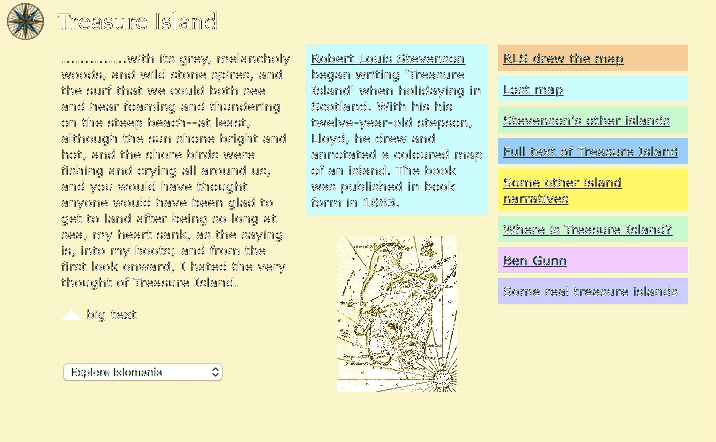 Treasure Island
................with its grey, melancholy
woods, and wild stone spires, and
the surf that we could both see
and hear foaming and thundering
on the steep beach--at least,
although the sun shone bright and
hot, and the shore birds were
fishing and crying all around us,
and you would have thought
anyone would have been glad to
get to land after being so long at
sea, my heart sank, as the saying
is, into my boots; and from the
first look onward, I hated the very
thought of Treasure Island.
big text
Explore Islomania
Robert Louis Stevenson
began writing 'Treasure
Island' when holidaying in
Scotland. With his his
twelve-year-old stepson,
Lloyd, he drew and
annotated a coloured map
of an island. The book
was published in book
form in 1883.
RLS drew the map
Lost map
Stevenson's other islands
Full text of Treasure Island
Some other island
narratives
Where is Treasure Island?
Ben Gunn
Some real treasure islands